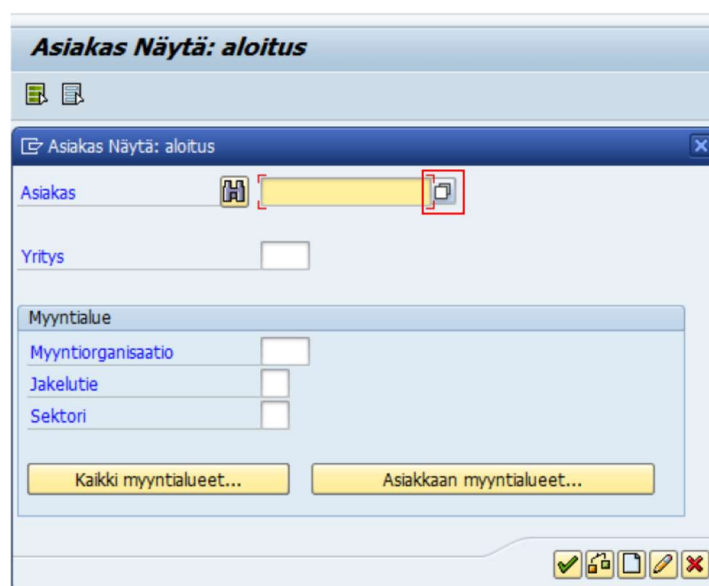 Asiakas Näytä: aloitus
Asiakas Näytä: aloitus
Asiakas
Yritys
Myyntialue
Myyntiorganisaatio
Jakelutie
Sektori
Kaikki myyntialueet... Asiakkaan myyntialueet...